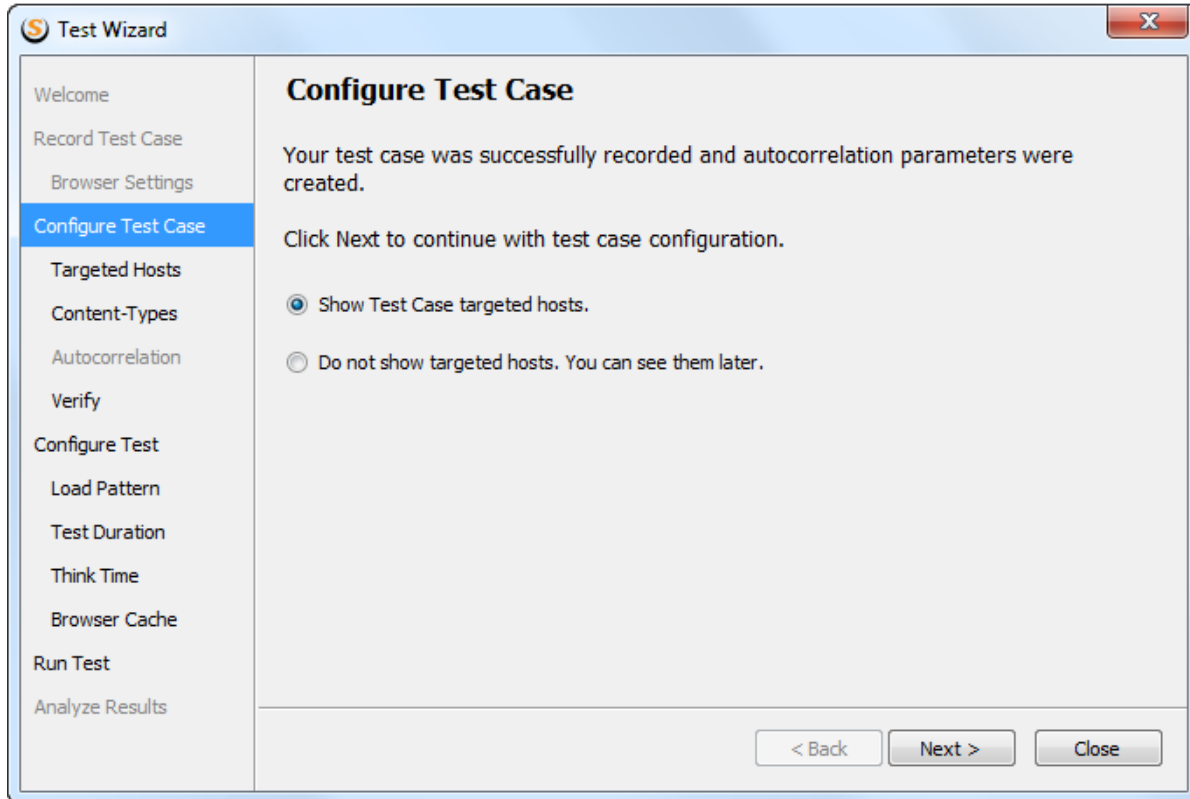 Test Wizard
Welcome
Record Test Case
Browser Settings
Configure Test Case
Targeted Hosts
Content-Types
Autocorrelation
Verify
Configure Test
Load Pattern
Test Duration
Think Time
Browser Cache
Run Test
Analyze Results
Configure Test Case
Your test case was successfully recorded and autocorrelation parameters were
created.
Click Next to continue with test case configuration.
Show Test Case targeted hosts.
Do not show targeted hosts. You can see them later.
< Back
Next >
Close